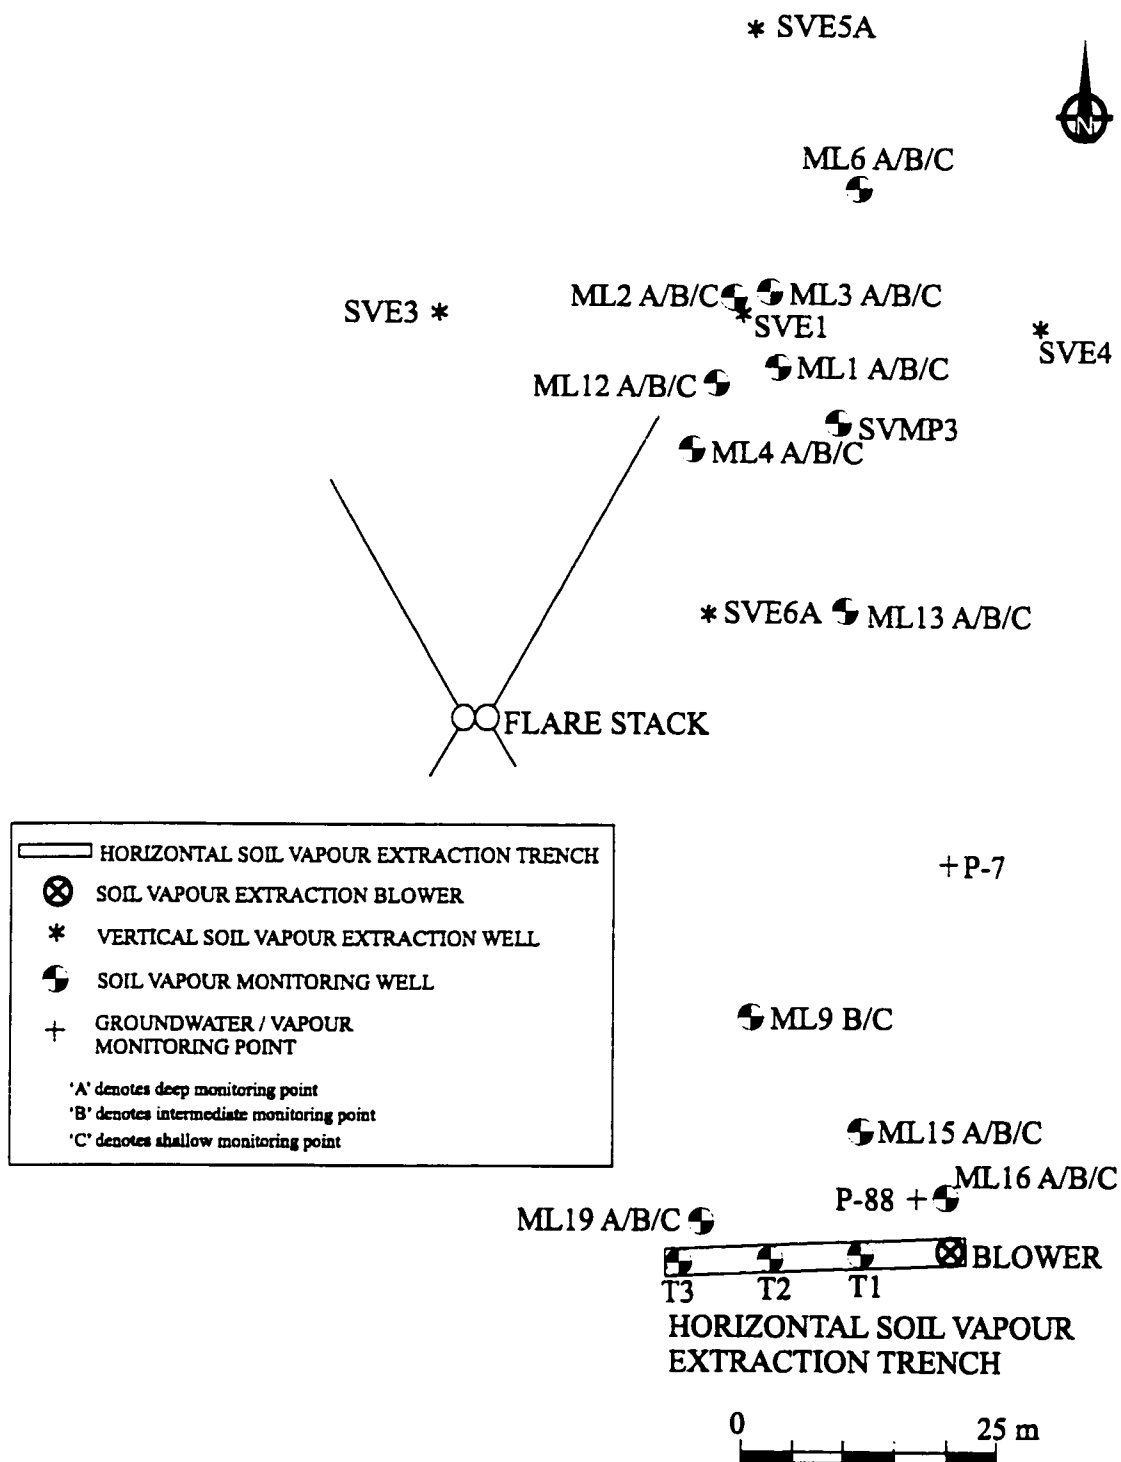 SVE5A
N
ML6 A/B/C
ML2 A/B/C
ML3 A/B/C
SVE3
SVE1
SVE4
ML1 A/B/C
ML12 A/B/C
SVMP3
ML4 A/B/C
SVE6A
ML13 A/B/C
FLARE STACK
HORIZONTAL SOIL VAPOUR EXTRACTION TRENCH
SOIL VAPOUR EXTRACTION BLOWER
VERTICAL SOIL VAPOUR EXTRACTION WELL
SOIL VAPOUR MONITORING WELL
GROUNDWATER / VAPOUR
MONITORING POINT
'A' denotes deep monitoring point
'B' denotes intermediate monitoring point
'C' denotes shallow monitoring point
P-7
ML9 B/C
ML15 A/B/C
ML16 A/B/C
P-88
ML19 A/B/C
BLOWER
T3
T2
T1
HORIZONTAL SOIL VAPOUR
EXTRACTION TRENCH
0
25 m